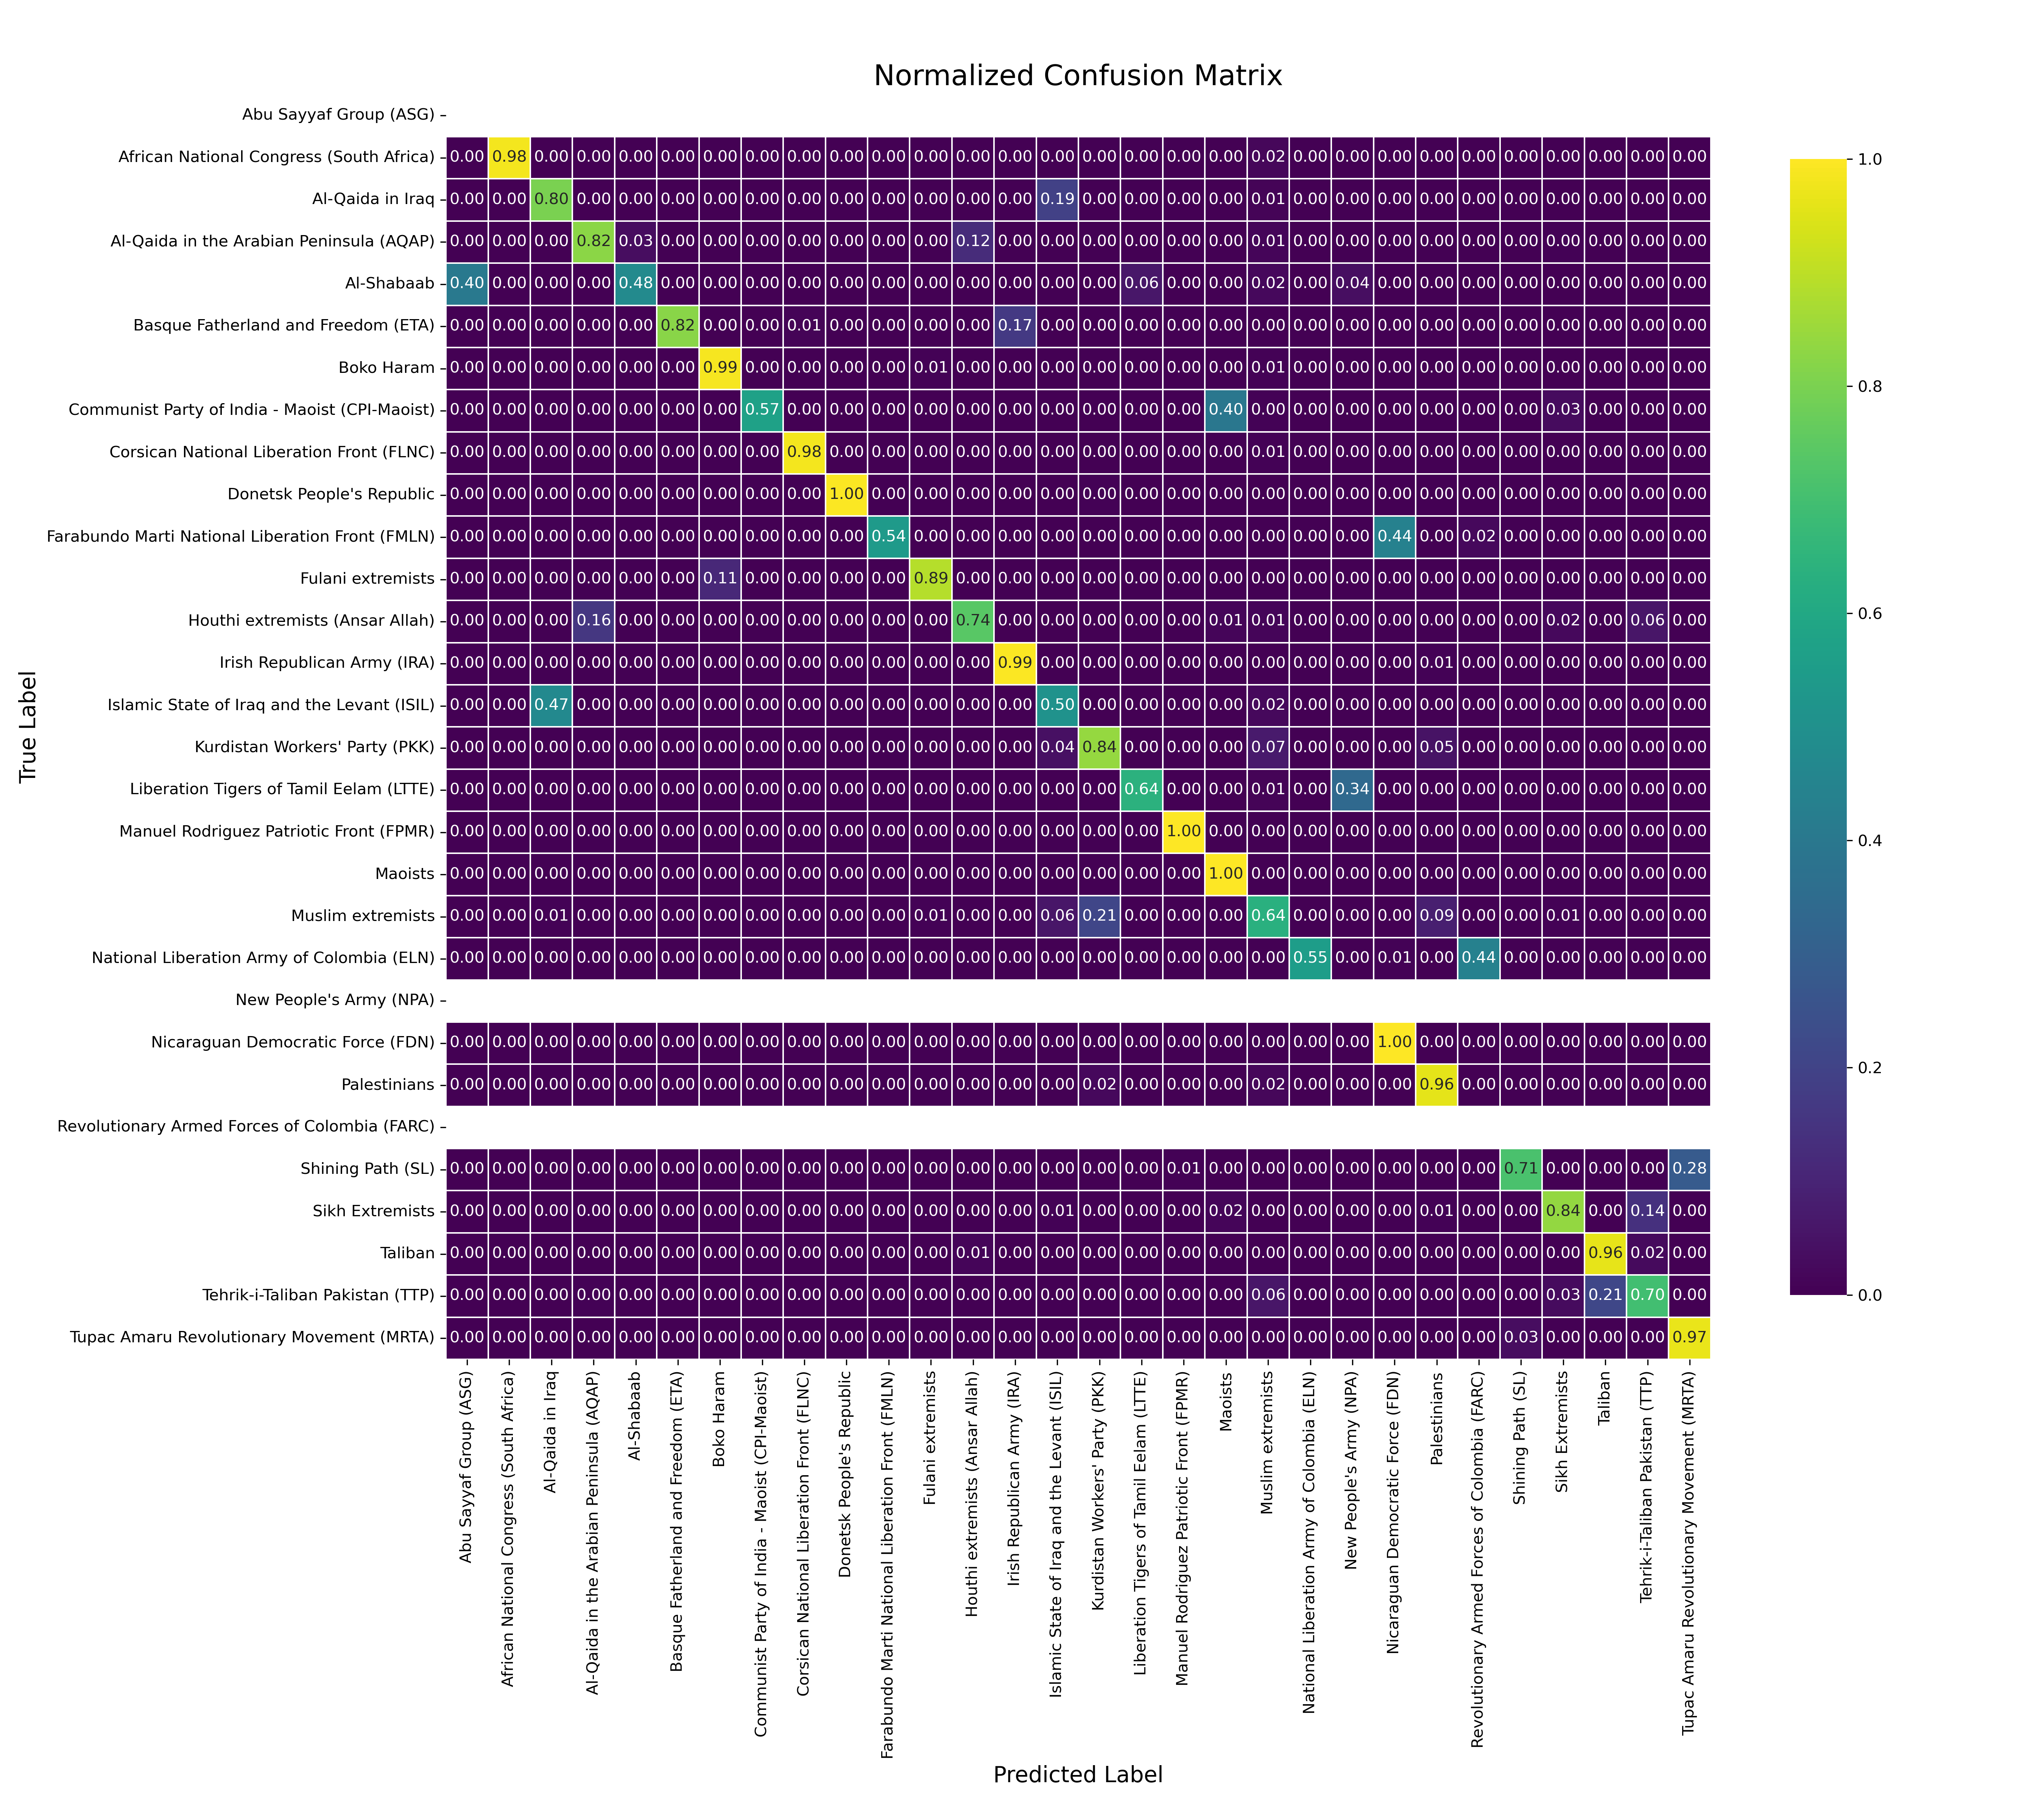 Normalized Confusion Matrix
True Label
Abu Sayyaf Group (ASG)
African National Congress (South Africa) 0.00 0.98 0.00 0.00 0.00 0.00 0.00 0.00 0.00 0.00 0.00 0.00 0.00 0.00 0.00 0.00 0.00 0.00 0.00 0.02 0.00 0.00 0.00 0.00 0.00 0.00 0.00 0.00 0.00 0.00
Al-Qaida in Iraq 0.00 0.00 0.80 0.00 0.00 0.00 0.00 0.00 0.00 0.00 0.00 0.00 0.00 0.00 0.19 0.00 0.00 0.00 0.00 0.01 0.00 0.00 0.00 0.00 0.00 0.00 0.00 0.00 0.00 0.00
Al-Qaida in the Arabian Peninsula (AQAP) 0.00 0.00 0.00 0.82 0.03 0.00 0.00 0.00 0.00 0.00 0.00 0.00 0.12 0.00 0.00 0.00 0.00 0.00 0.00 0.01 0.00 0.00 0.00 0.00 0.00 0.00 0.00 0.00 0.00 0.00
Al-Shabaab 0.40 0.00 0.00 0.00 0.48 0.00 0.00 0.00 0.00 0.00 0.00 0.00 0.00 0.00 0.00 0.00 0.06 0.00 0.00 0.02 0.00 0.04 0.00 0.00 0.00 0.00 0.00 0.00 0.00 0.00
Basque Fatherland and Freedom (ETA) 0.00 0.00 0.00 0.00 0.00 0.82 0.00 0.00 0.01 0.00 0.00 0.00 0.00 0.17 0.00 0.00 0.00 0.00 0.00 0.00 0.00 0.00 0.00 0.00 0.00 0.00 0.00 0.00 0.00 0.00
Boko Haram 0.00 0.00 0.00 0.00 0.00 0.00 0.99 0.00 0.00 0.00 0.00 0.01 0.00 0.00 0.00 0.00 0.00 0.00 0.00 0.01 0.00 0.00 0.00 0.00 0.00 0.00 0.00 0.00 0.00 0.00
Communist Party of India - Maoist (CPI-Maoist) 0.00 0.00 0.00 0.00 0.00 0.00 0.00 0.57 0.00 0.00 0.00 0.00 0.00 0.00 0.00 0.00 0.00 0.00 0.40 0.00 0.00 0.00 0.00 0.00 0.00 0.00 0.03 0.00 0.00 0.00
Corsican National Liberation Front (FLNC) 0.00 0.00 0.00 0.00 0.00 0.00 0.00 0.00 0.98 0.00 0.00 0.00 0.00 0.00 0.00 0.00 0.00 0.00 0.00 0.01 0.00 0.00 0.00 0.00 0.00 0.00 0.00 0.00 0.00 0.00
Donetsk People's Republic 0.00 0.00 0.00 0.00 0.00 0.00 0.00 0.00 0.00 1.00 0.00 0.00 0.00 0.00 0.00 0.00 0.00 0.00 0.00 0.00 0.00 0.00 0.00 0.00 0.00 0.00 0.00 0.00 0.00 0.00
Farabundo Marti National Liberation Front (FMLN) 0.00 0.00 0.00 0.00 0.00 0.00 0.00 0.00 0.00 0.00 0.54 0.00 0.00 0.00 0.00 0.00 0.00 0.00 0.00 0.00 0.00 0.00 0.44 0.00 0.02 0.00 0.00 0.00 0.00 0.00
Fulani extremists 0.00 0.00 0.00 0.00 0.00 0.00 0.11 0.00 0.00 0.00 0.00 0.89 0.00 0.00 0.00 0.00 0.00 0.00 0.00 0.00 0.00 0.00 0.00 0.00 0.00 0.00 0.00 0.00 0.00 0.00
Houthi extremists (Ansar Allah) 0.00 0.00 0.00 0.16 0.00 0.00 0.00 0.00 0.00 0.00 0.00 0.00 0.74 0.00 0.00 0.00 0.00 0.00 0.01 0.01 0.00 0.00 0.00 0.00 0.00 0.00 0.02 0.00 0.06 0.00
Irish Republican Army (IRA) 0.00 0.00 0.00 0.00 0.00 0.00 0.00 0.00 0.00 0.00 0.00 0.00 0.00 0.99 0.00 0.00 0.00 0.00 0.00 0.00 0.00 0.00 0.00 0.01 0.00 0.00 0.00 0.00 0.00 0.00
Islamic State of Iraq and the Levant (ISIL) 0.00 0.00 0.47 0.00 0.00 0.00 0.00 0.00 0.00 0.00 0.00 0.00 0.00 0.00 0.50 0.00 0.00 0.00 0.00 0.02 0.00 0.00 0.00 0.00 0.00 0.00 0.00 0.00 0.00 0.00
Kurdistan Workers' Party (PKK) 0.00 0.00 0.00 0.00 0.00 0.00 0.00 0.00 0.00 0.00 0.00 0.00 0.00 0.00 0.04 0.84 0.00 0.00 0.00 0.07 0.00 0.00 0.00 0.05 0.00 0.00 0.00 0.00 0.00 0.00
Liberation Tigers of Tamil Eelam (LTTE) 0.00 0.00 0.00 0.00 0.00 0.00 0.00 0.00 0.00 0.00 0.00 0.00 0.00 0.00 0.00 0.00 0.64 0.00 0.00 0.01 0.00 0.34 0.00 0.00 0.00 0.00 0.00 0.00 0.00 0.00
Manuel Rodriguez Patriotic Front (FPMR) 0.00 0.00 0.00 0.00 0.00 0.00 0.00 0.00 0.00 0.00 0.00 0.00 0.00 0.00 0.00 0.00 0.00 1.00 0.00 0.00 0.00 0.00 0.00 0.00 0.00 0.00 0.00 0.00 0.00 0.00
Maoists 0.00 0.00 0.00 0.00 0.00 0.00 0.00 0.00 0.00 0.00 0.00 0.00 0.00 0.00 0.00 0.00 0.00 0.00 1.00 0.00 0.00 0.00 0.00 0.00 0.00 0.00 0.00 0.00 0.00 0.00
Muslim extremists 0.00 0.00 0.01 0.00 0.00 0.00 0.00 0.00 0.00 0.00 0.00 0.01 0.00 0.00 0.06 0.21 0.00 0.00 0.00 0.64 0.00 0.00 0.00 0.09 0.00 0.00 0.01 0.00 0.00 0.00
National Liberation Army of Colombia (ELN) 0.00 0.00 0.00 0.00 0.00 0.00 0.00 0.00 0.00 0.00 0.00 0.00 0.00 0.00 0.00 0.00 0.00 0.00 0.00 0.00 0.55 0.00 0.01 0.00 0.44 0.00 0.00 0.00 0.00 0.00
New People's Army (NPA)
Nicaraguan Democratic Force (FDN) 0.00 0.00 0.00 0.00 0.00 0.00 0.00 0.00 0.00 0.00 0.00 0.00 0.00 0.00 0.00 0.00 0.00 0.00 0.00 0.00 0.00 0.00 1.00 0.00 0.00 0.00 0.00 0.00 0.00 0.00
Palestinians 0.00 0.00 0.00 0.00 0.00 0.00 0.00 0.00 0.00 0.00 0.00 0.00 0.00 0.00 0.00 0.02 0.00 0.00 0.00 0.02 0.00 0.00 0.00 0.96 0.00 0.00 0.00 0.00 0.00 0.00
Revolutionary Armed Forces of Colombia (FARC)
Shining Path (SL) 0.00 0.00 0.00 0.00 0.00 0.00 0.00 0.00 0.00 0.00 0.00 0.00 0.00 0.00 0.00 0.00 0.00 0.01 0.00 0.00 0.00 0.00 0.00 0.00 0.00 0.71 0.00 0.00 0.00 0.28
Sikh Extremists 0.00 0.00 0.00 0.00 0.00 0.00 0.00 0.00 0.00 0.00 0.00 0.00 0.00 0.00 0.01 0.00 0.00 0.00 0.02 0.00 0.00 0.00 0.00 0.01 0.00 0.00 0.84 0.00 0.14 0.00
Taliban 0.00 0.00 0.00 0.00 0.00 0.00 0.00 0.00 0.00 0.00 0.00 0.00 0.01 0.00 0.00 0.00 0.00 0.00 0.00 0.00 0.00 0.00 0.00 0.00 0.00 0.00 0.00 0.96 0.02 0.00
Tehrik-i-Taliban Pakistan (TTP) 0.00 0.00 0.00 0.00 0.00 0.00 0.00 0.00 0.00 0.00 0.00 0.00 0.00 0.00 0.00 0.00 0.00 0.00 0.00 0.06 0.00 0.00 0.00 0.00 0.00 0.00 0.03 0.21 0.70 0.00
Tupac Amaru Revolutionary Movement (MRTA) 0.00 0.00 0.00 0.00 0.00 0.00 0.00 0.00 0.00 0.00 0.00 0.00 0.00 0.00 0.00 0.00 0.00 0.00 0.00 0.00 0.00 0.00 0.00 0.00 0.00 0.03 0.00 0.00 0.00 0.97
Abu Sayyaf Group (ASG)
African National Congress (South Africa)
Al-Qaida in Iraq
Al-Qaida in the Arabian Peninsula (AQAP)
Al-Shabaab
Basque Fatherland and Freedom (ETA)
Boko Haram
Communist Party of India - Maoist (CPI-Maoist)
Corsican National Liberation Front (FLNC)
Donetsk People's Republic
Farabundo Marti National Liberation Front (FMLN)
Fulani extremists
Houthi extremists (Ansar Allah)
Irish Republican Army (IRA)
Islamic State of Iraq and the Levant (ISIL)
Kurdistan Workers' Party (PKK)
Liberation Tigers of Tamil Eelam (LTTE)
Manuel Rodriguez Patriotic Front (FPMR)
Maoists
Muslim extremists
National Liberation Army of Colombia (ELN)
New People's Army (NPA)
Nicaraguan Democratic Force (FDN)
Palestinians
Revolutionary Armed Forces of Colombia (FARC)
Shining Path (SL)
Sikh Extremists
Taliban
Tehrik-i-Taliban Pakistan (TTP)
Tupac Amaru Revolutionary Movement (MRTA)
Predicted Label
1.0
0.8
0.6
0.4
0.2
0.0